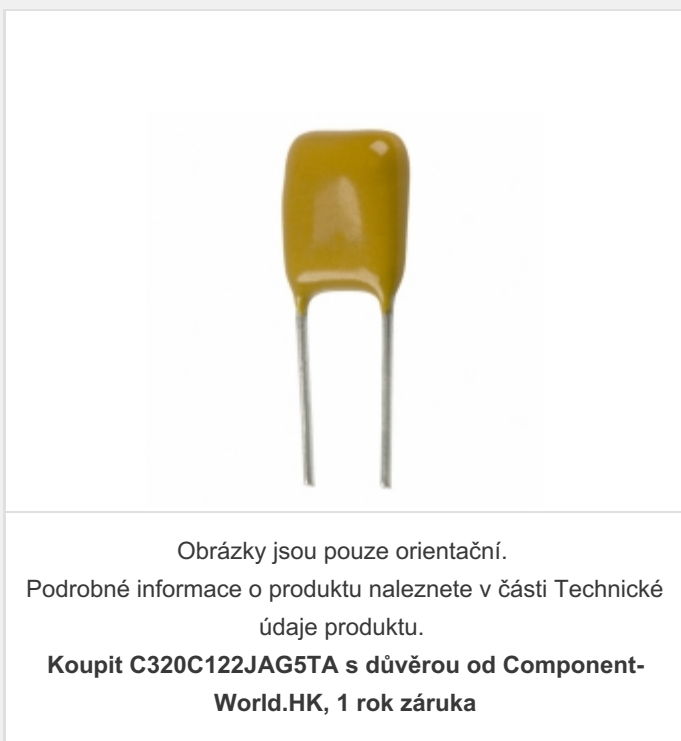 Obrázky jsou pouze orientační.
Podrobné informace o produktu naleznete v části Technické
údaje produktu.
Koupit C320C122JAG5TA s důvěrou od Component-
World.HK, 1 rok záruka